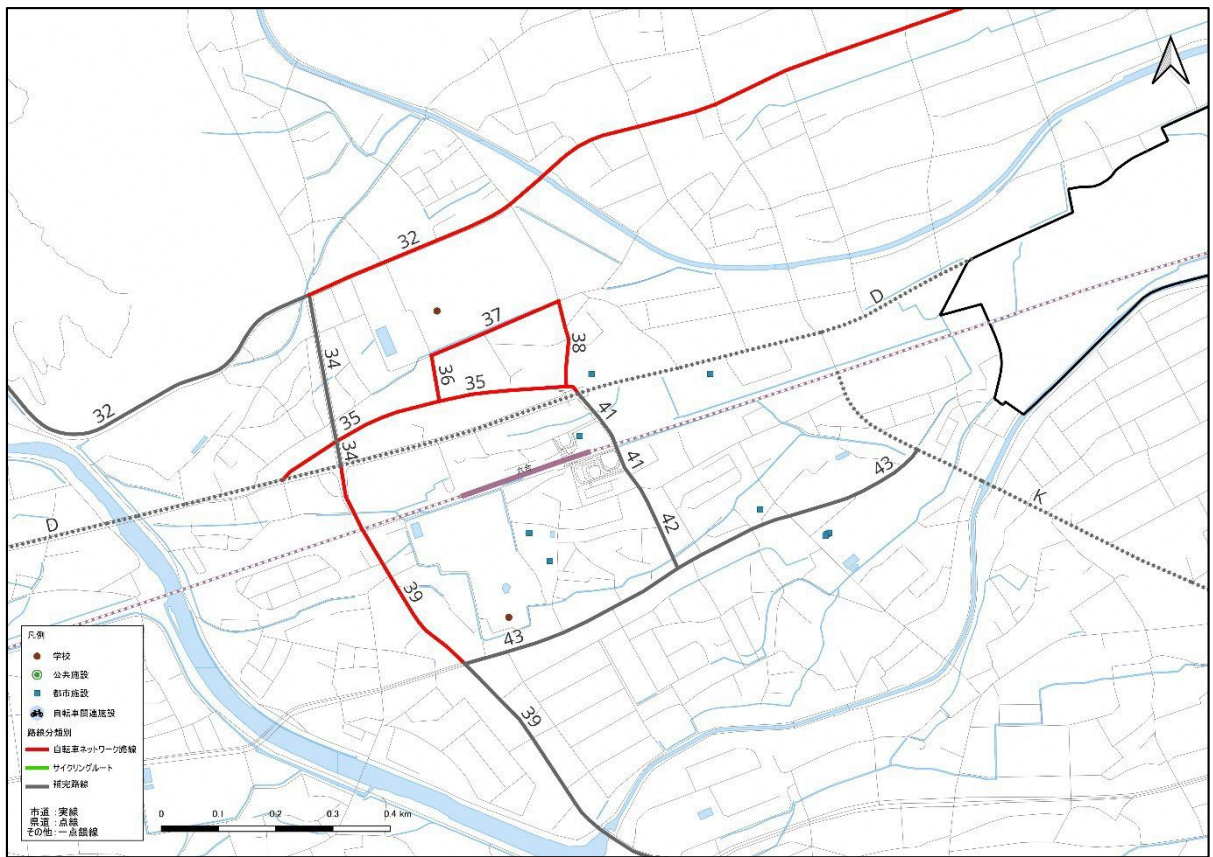 32
D
37
34
38
36
35
41
35
34
41
43
32
D
42
K
39
43
39
凡例
学校
公共施設
都市施設
自転車関連施設
路線分類別
自転車ネットワーク路線
サイクリングルート
補完路線
市道：実線
県道：点線
その他：一点鎖線
0 0.1 0.2 0.3 0.4 km